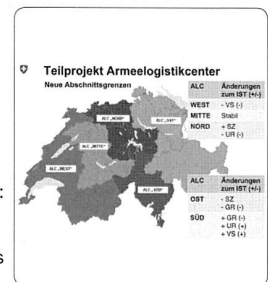 Teilprojekt Armeelogistikcenter
Neue Abschnittsgrenzen
ALC Änderungen
zum IST (+/-)
WEST - VS (-)
MITTE Stabil
NORD + SZ
- UR (-)
ALC „NORD“
ALC „OST“
ALC „MITTE“
ALC „WEST“
ALC „SÜD“
ALC Änderungen
zum IST (+/-)
OST - SZ
- GR (-)
SÜD + GR (-)
+ UR (+)
+ VS (+)
:
s